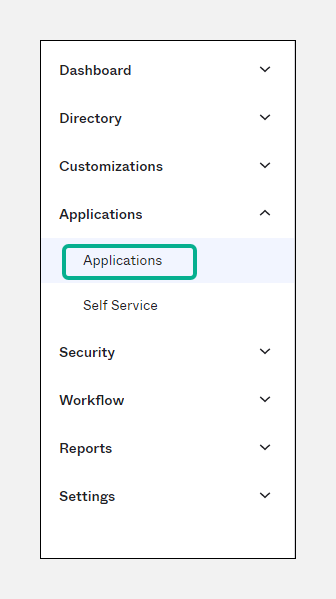 Dashboard
Directory
Customizations
Applications
Applications
Self Service
Security
Workflow
Reports
Settings